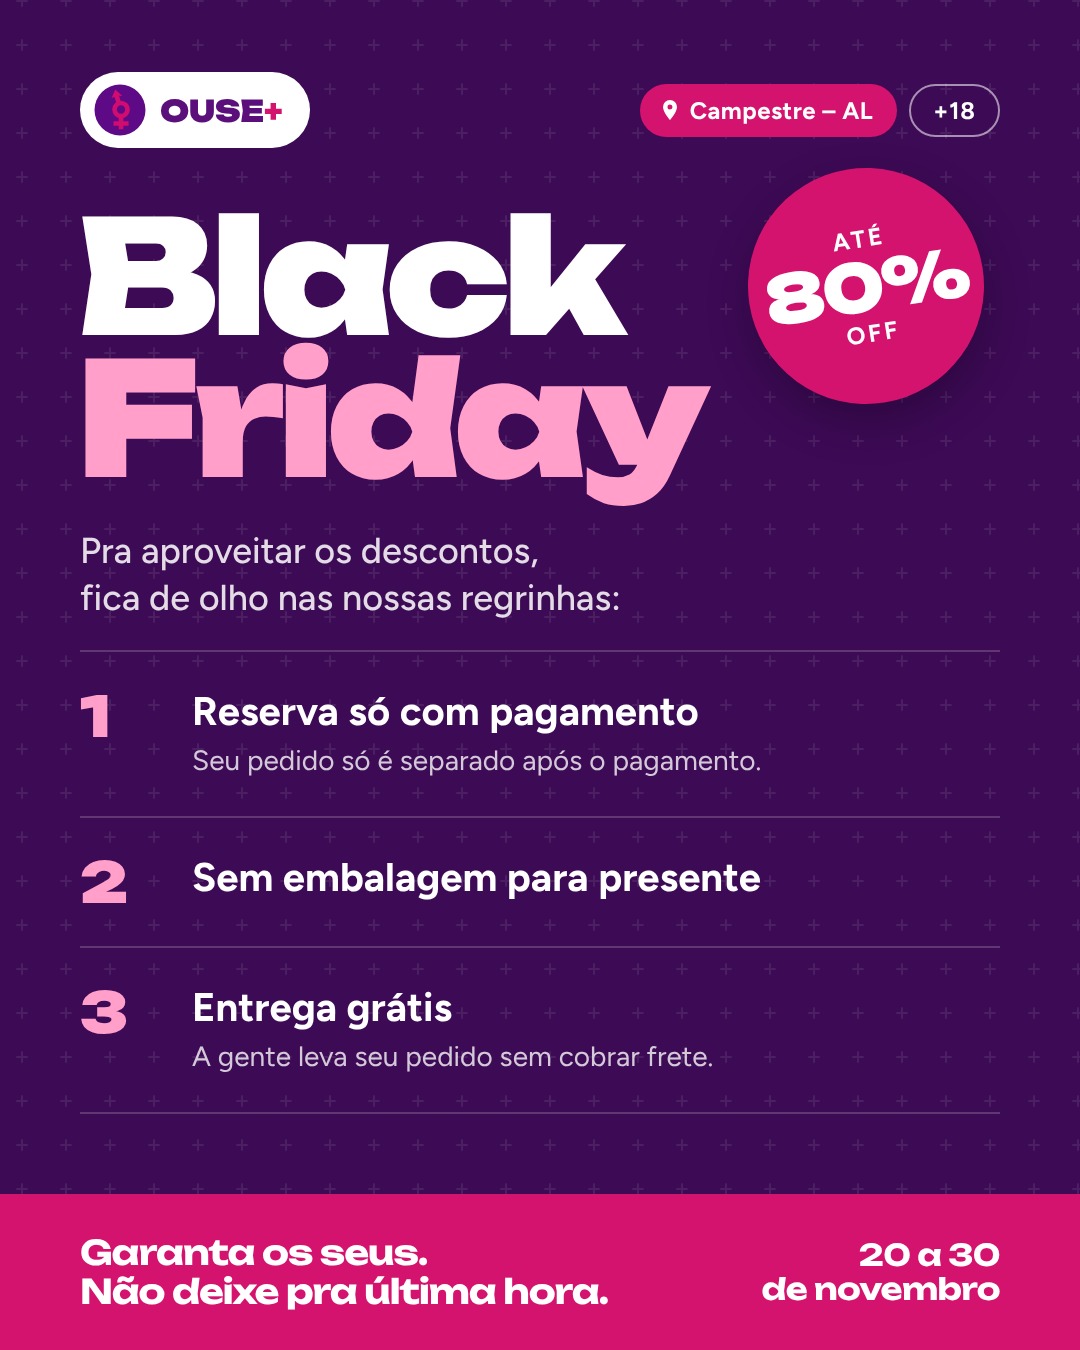 OUSE+
Campestre – AL
+18
Black
Friday
ATÉ
80%
OFF
Pra aproveitar os descontos,
fica de olho nas nossas regrinhas:
1
Reserva só com pagamento
Seu pedido só é separado após o pagamento.
2
Sem embalagem para presente
3
Entrega grátis
A gente leva seu pedido sem cobrar frete.
Garanta os seus.
Não deixe pra última hora.
20 a 30
de novembro